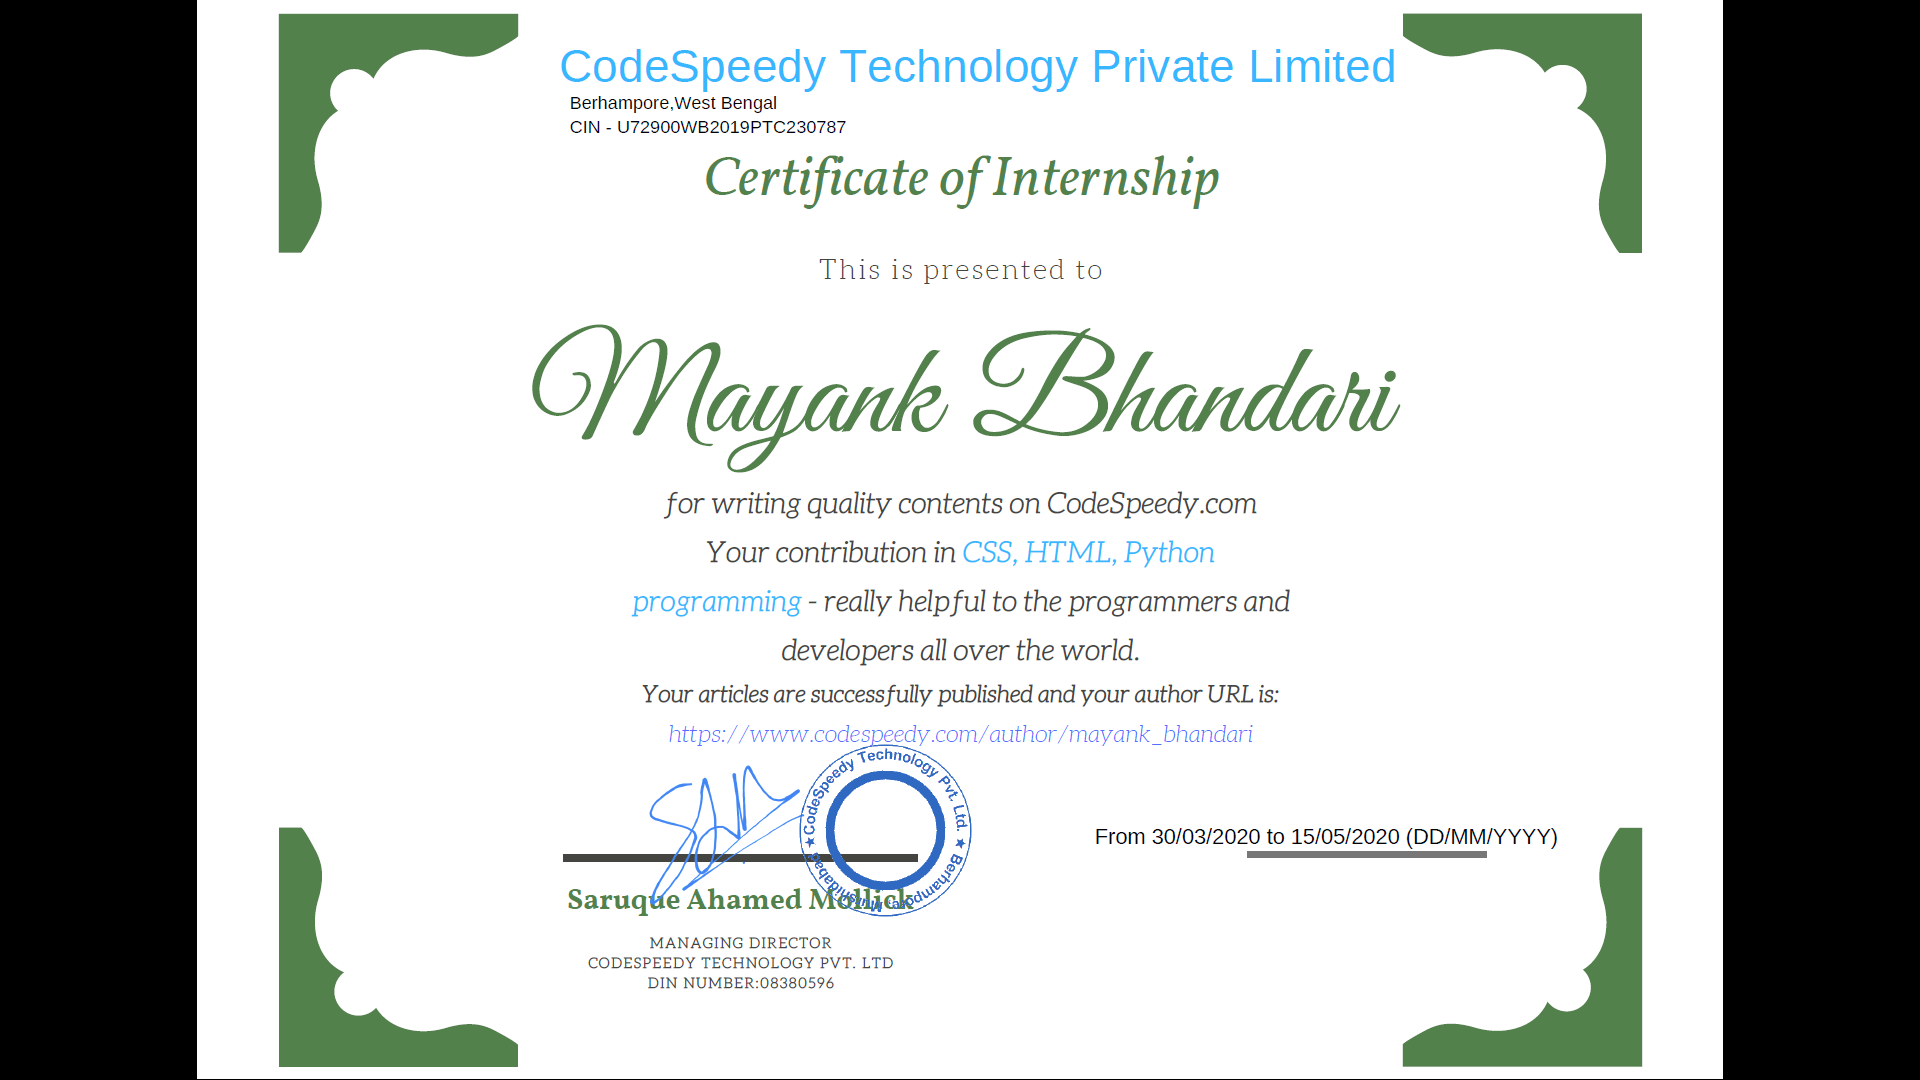 CodeSpeedy Technology Private Limited
Berhampore,West Bengal
CIN - U72900WB2019PTC230787
Certificate of Internship
This is presented to
Mayank Bhandari
for writing quality contents on CodeSpeedy.com
Your contribution in CSS, HTML, Python
programming - really helpful to the programmers and
developers all over the world.
Your articles are successfully published and your author URL is:
https://www.codespeedy.com/author/mayank_bhandari
★ CodeSpeedy Technology Pvt. Ltd. ★ Berhampore, Murshidabad
From 30/03/2020 to 15/05/2020 (DD/MM/YYYY)
Saruque Ahamed Mollick
MANAGING DIRECTOR
CODESPEEDY TECHNOLOGY PVT. LTD
DIN NUMBER:08380596